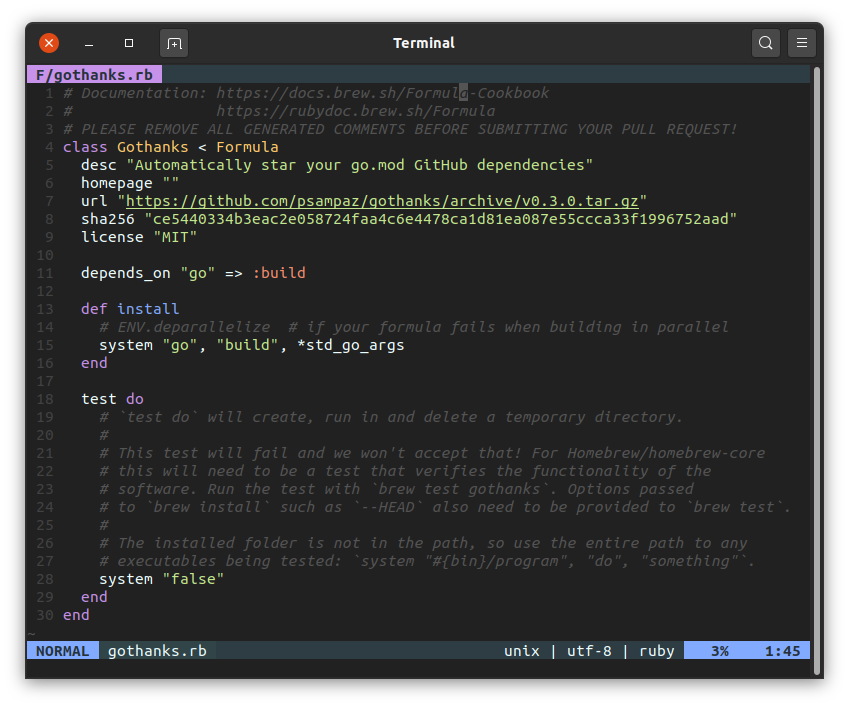 Terminal
F/gothanks.rb
1 # Documentation: https://docs.brew.sh/Formula-Cookbook
2 #                https://rubydoc.brew.sh/Formula
3 # PLEASE REMOVE ALL GENERATED COMMENTS BEFORE SUBMITTING YOUR PULL REQUEST!
4 class Gothanks < Formula
5   desc "Automatically star your go.mod GitHub dependencies"
6   homepage ""
7   url "https://github.com/psampaz/gothanks/archive/v0.3.0.tar.gz"
8   sha256 "ce5440334b3eac2e058724faa4c6e4478ca1d81ea087e55ccca33f1996752aad"
9   license "MIT"
10
11   depends_on "go" => :build
12
13   def install
14     # ENV.deparallelize  # if your formula fails when building in parallel
15     system "go", "build", *std_go_args
16   end
17
18   test do
19     # `test do` will create, run in and delete a temporary directory.
20     #
21     # This test will fail and we won't accept that! For Homebrew/homebrew-core
22     # this will need to be a test that verifies the functionality of the
23     # software. Run the test with `brew test gothanks`. Options passed
24     # to `brew install` such as `--HEAD` also need to be provided to `brew test`.
25     #
26     # The installed folder is not in the path, so use the entire path to any
27     # executables being tested: `system "#{bin}/program", "do", "something"`.
28     system "false"
29   end
30 end
~
NORMAL gothanks.rb unix | utf-8 | ruby 3% 1:45